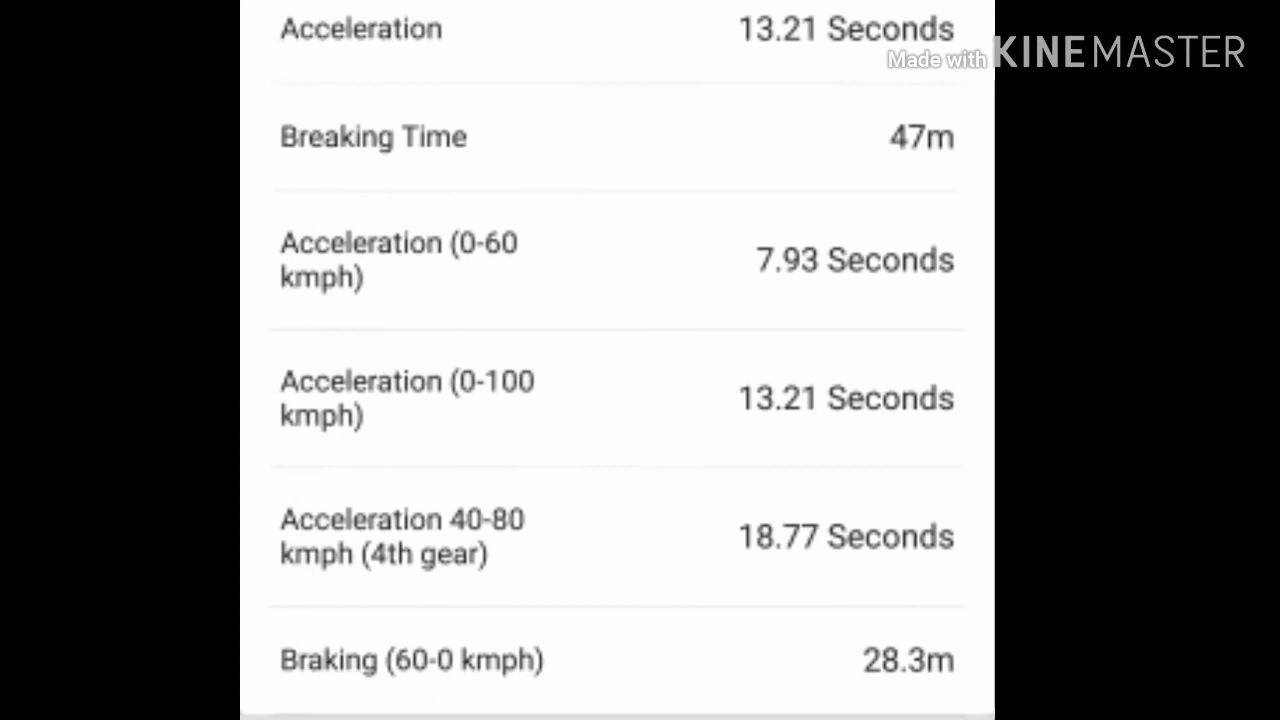 Acceleration 13.21 Seconds
Made with KINEMASTER
Breaking Time 47m
Acceleration (0-60
kmph) 7.93 Seconds
Acceleration (0-100
kmph) 13.21 Seconds
Acceleration 40-80
kmph (4th gear) 18.77 Seconds
Braking (60-0 kmph) 28.3m